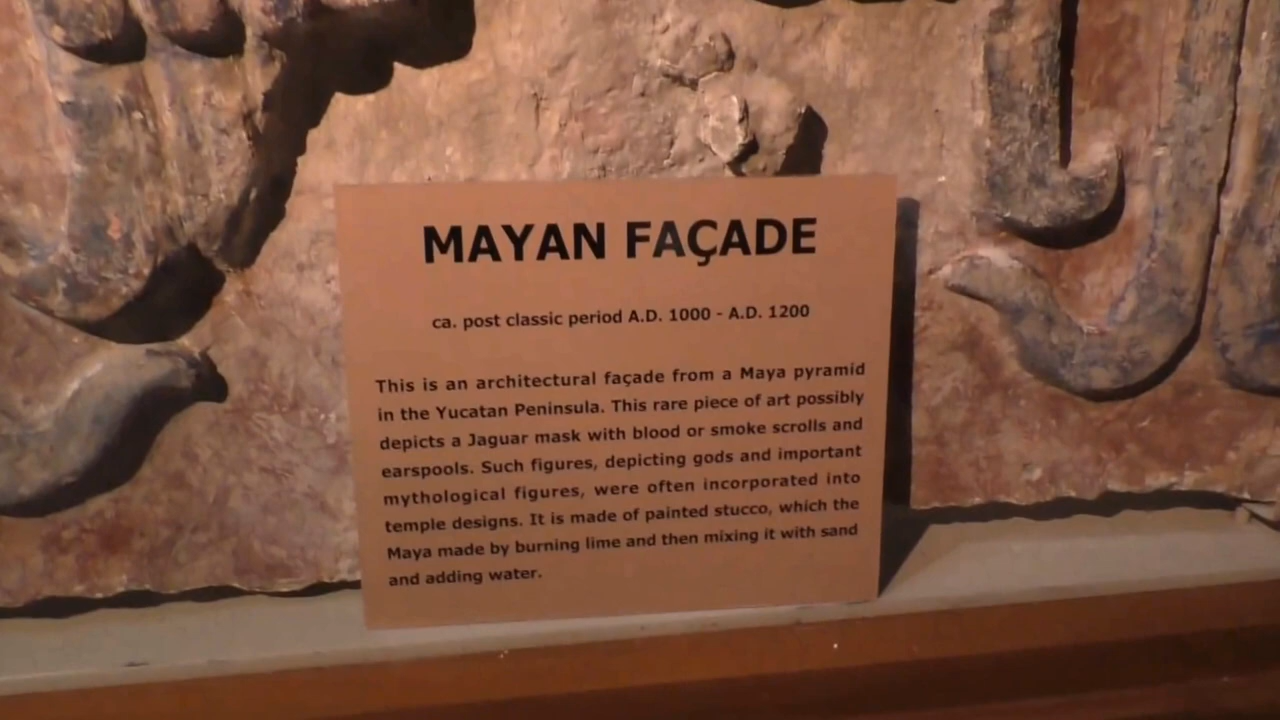 MAYAN FAÇADE
ca. post classic period A.D. 1000 - A.D. 1200
This is an architectural façade from a Maya pyramid
in the Yucatan Peninsula. This rare piece of art possibly
depicts a Jaguar mask with blood or smoke scrolls and
earspools. Such figures, depicting gods and important
mythological figures, were often incorporated into
temple designs. It is made of painted stucco, which the
Maya made by burning lime and then mixing it with sand
and adding water.